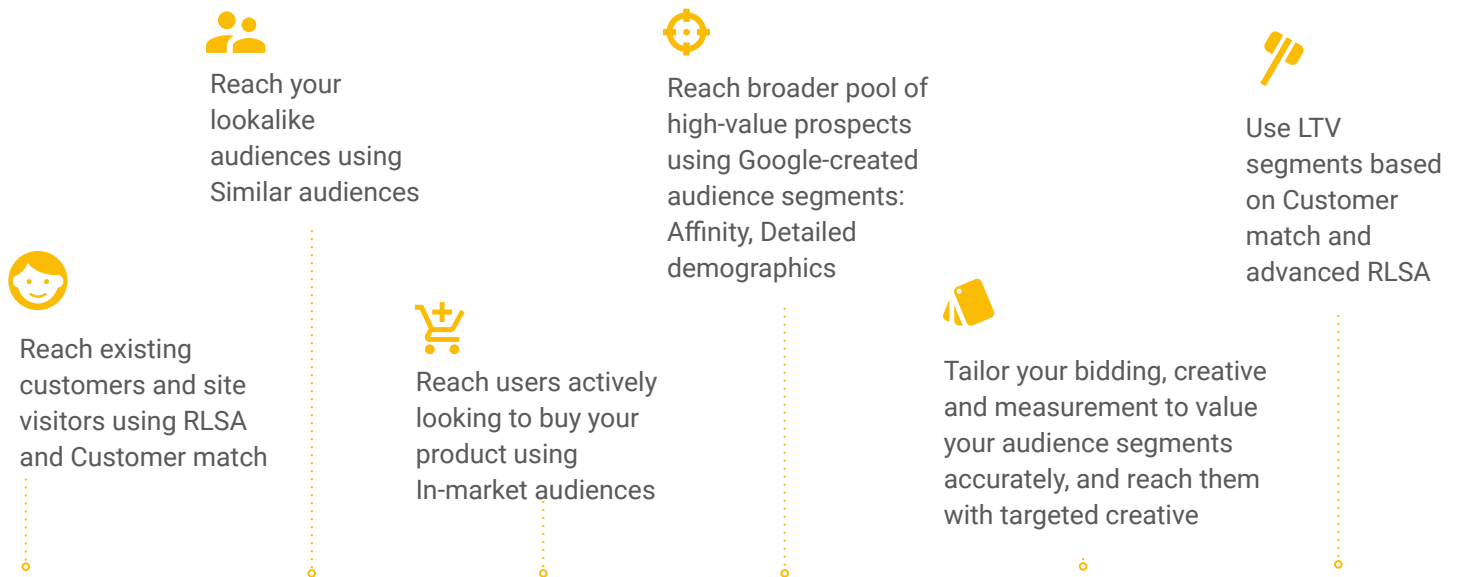 Reach existing
customers and site
visitors using RLSA
and Customer match
Reach your
lookalike
audiences using
Similar audiences
Reach users actively
looking to buy your
product using
In-market audiences
Reach broader pool of
high-value prospects
using Google-created
audience segments:
Affinity, Detailed
demographics
Tailor your bidding, creative
and measurement to value
your audience segments
accurately, and reach them
with targeted creative
Use LTV
segments based
on Customer
match and
advanced RLSA